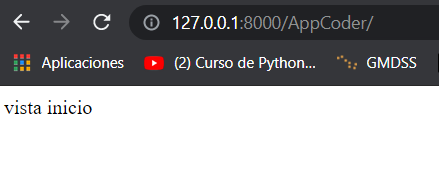 127.0.0.1:8000/AppCoder/
Aplicaciones (2) Curso de Python... GMDSS
vista inicio